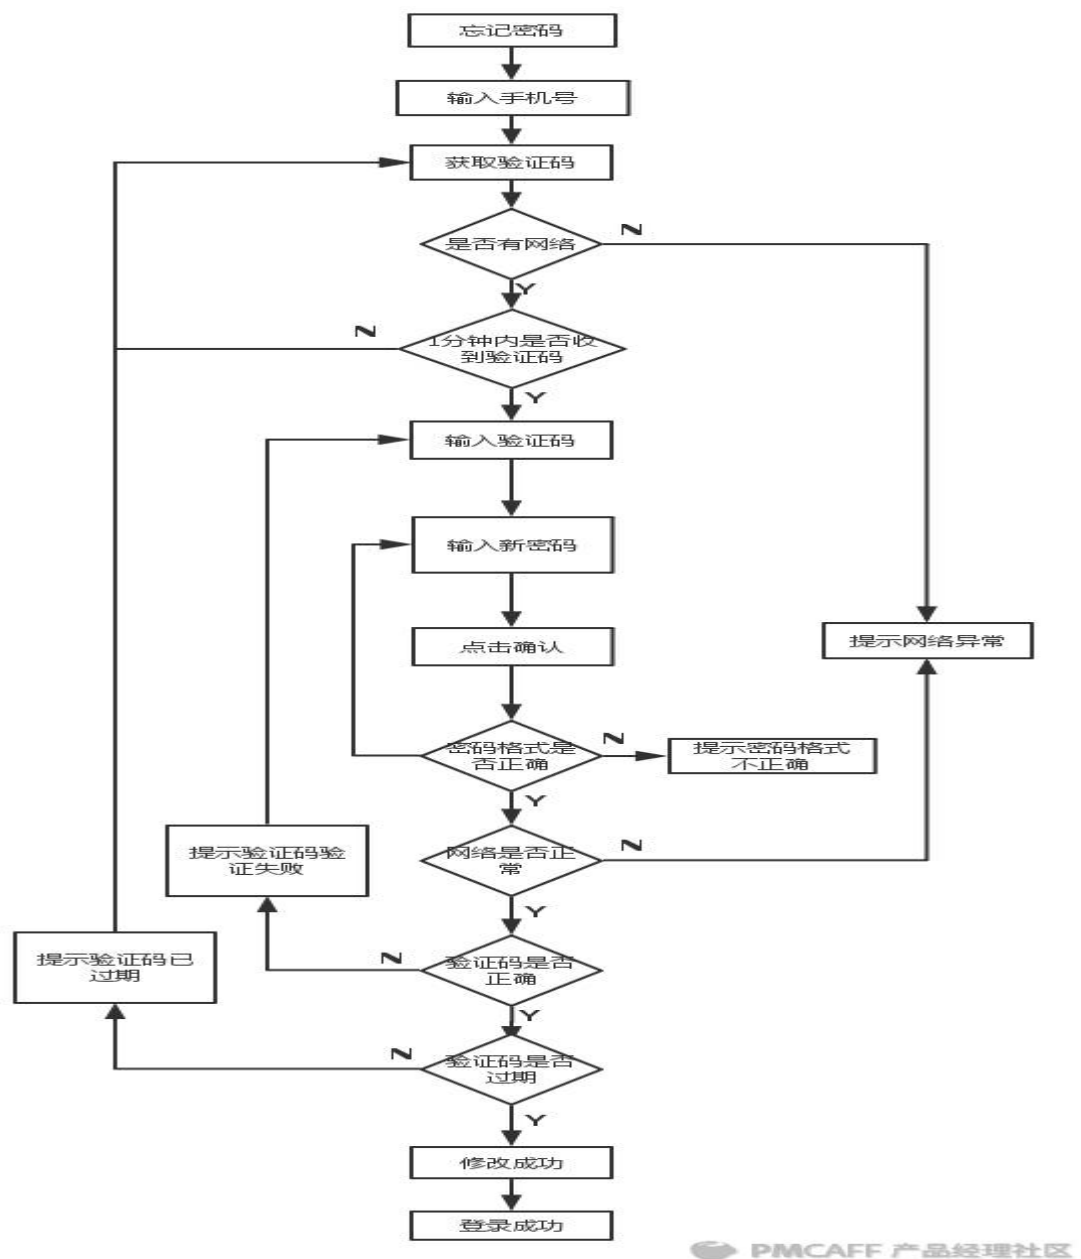 忘记密码
输入手机号
获取验证码
是否有网络
N
Y
1分钟内是否收
到验证码
N
Y
输入验证码
输入新密码
点击确认
提示网络异常
密码格式是
否正确
N
提示密码格式
不正确
Y
网络是否正
常
N
提示验证码验
证失败
Y
验证码是否
正确
N
提示验证码已
过期
Y
验证码是否
过期
N
Y
修改成功
登录成功
PMCAFF 产品经理社区